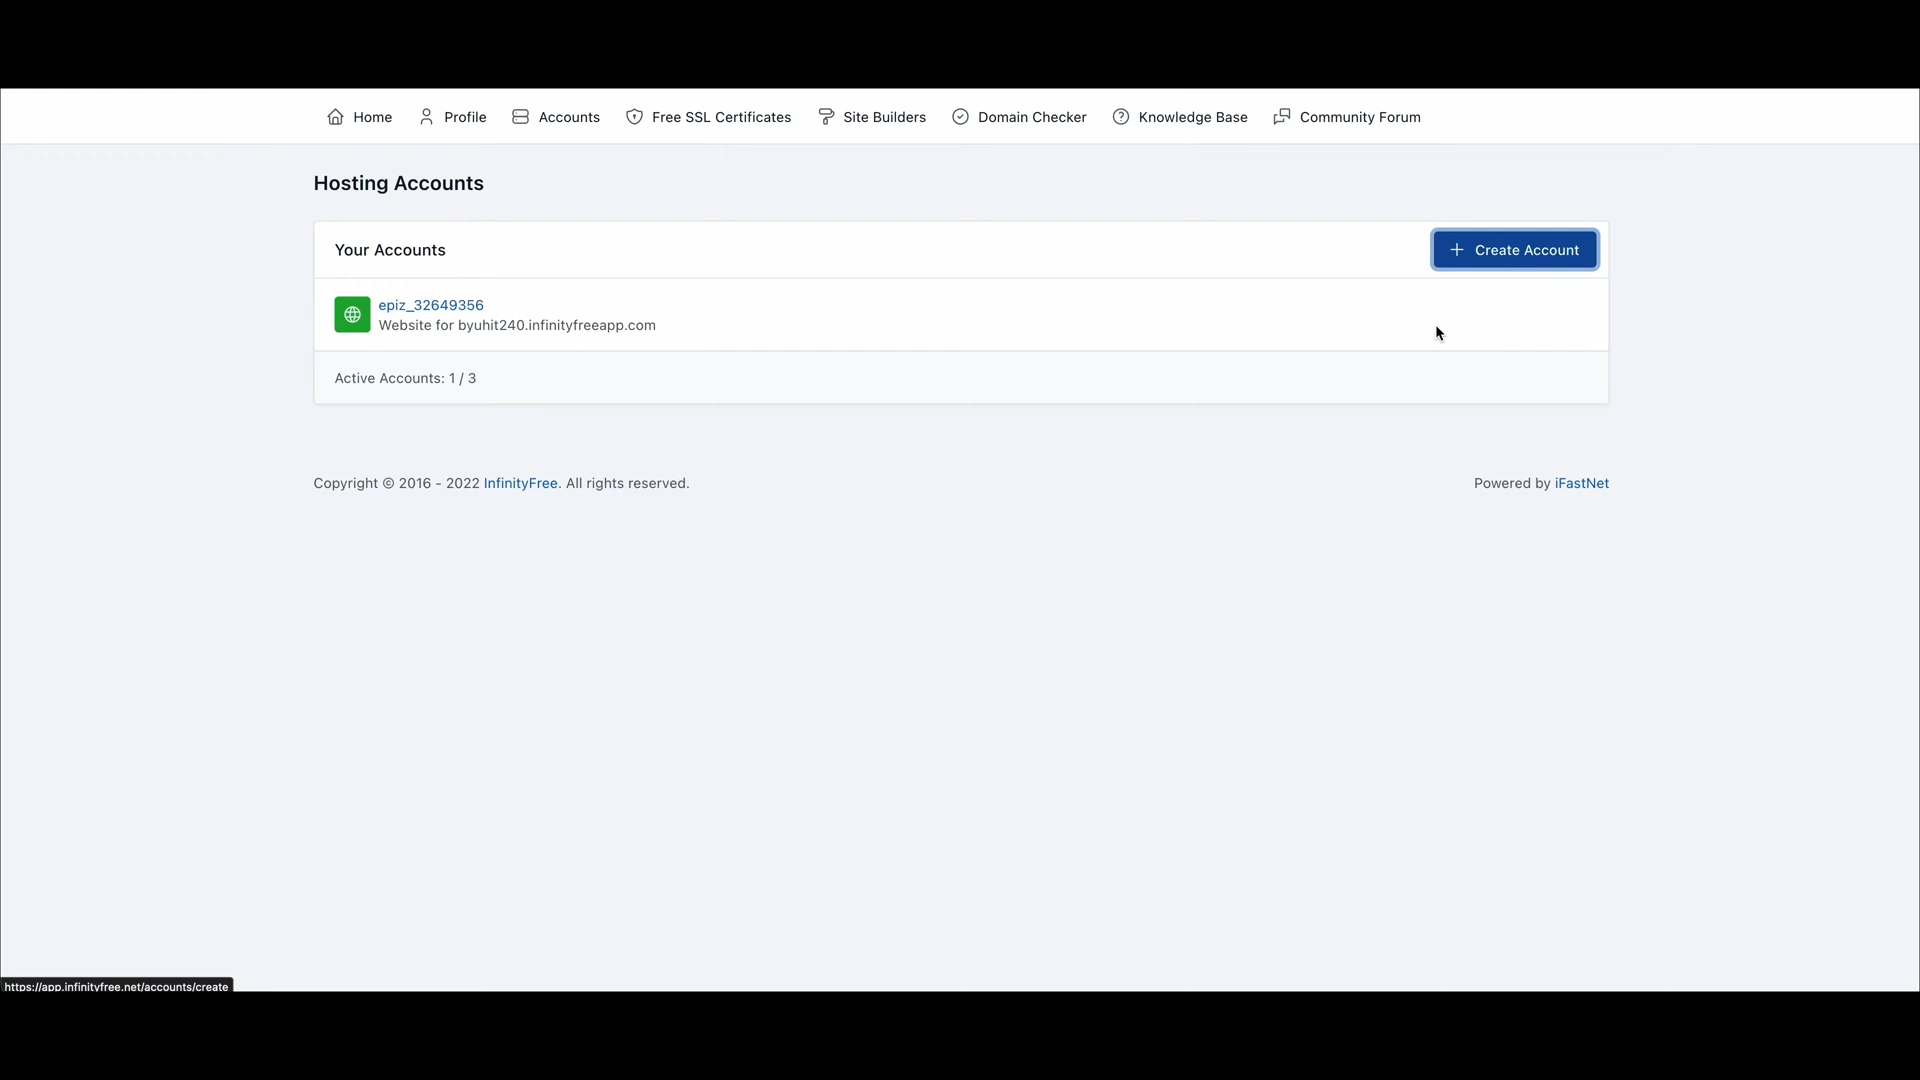 Home Profile Accounts Free SSL Certificates Site Builders Domain Checker Knowledge Base Community Forum
Hosting Accounts
Your Accounts
Create Account
epiz_32649356
Website for byuhit240.infinityfreeapp.com
Active Accounts: 1 / 3
Copyright © 2016 - 2022 InfinityFree. All rights reserved.
Powered by iFastNet
https://app.infinityfree.net/accounts/create